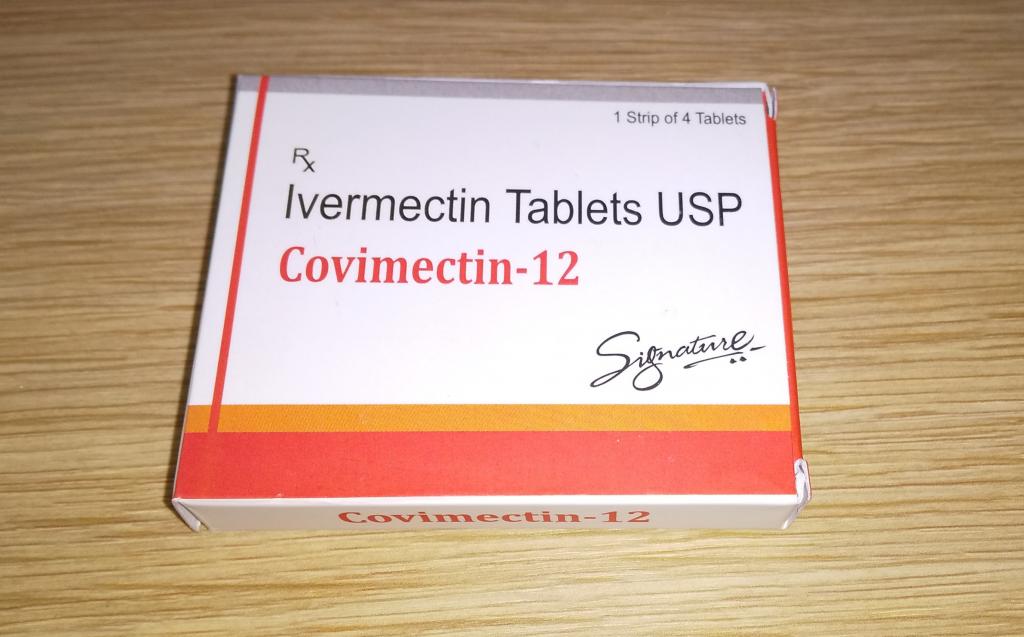 1 Strip of 4 Tablets
Rx
Ivermectin Tablets USP
Covimectin-12
Signature
Covimectin-12